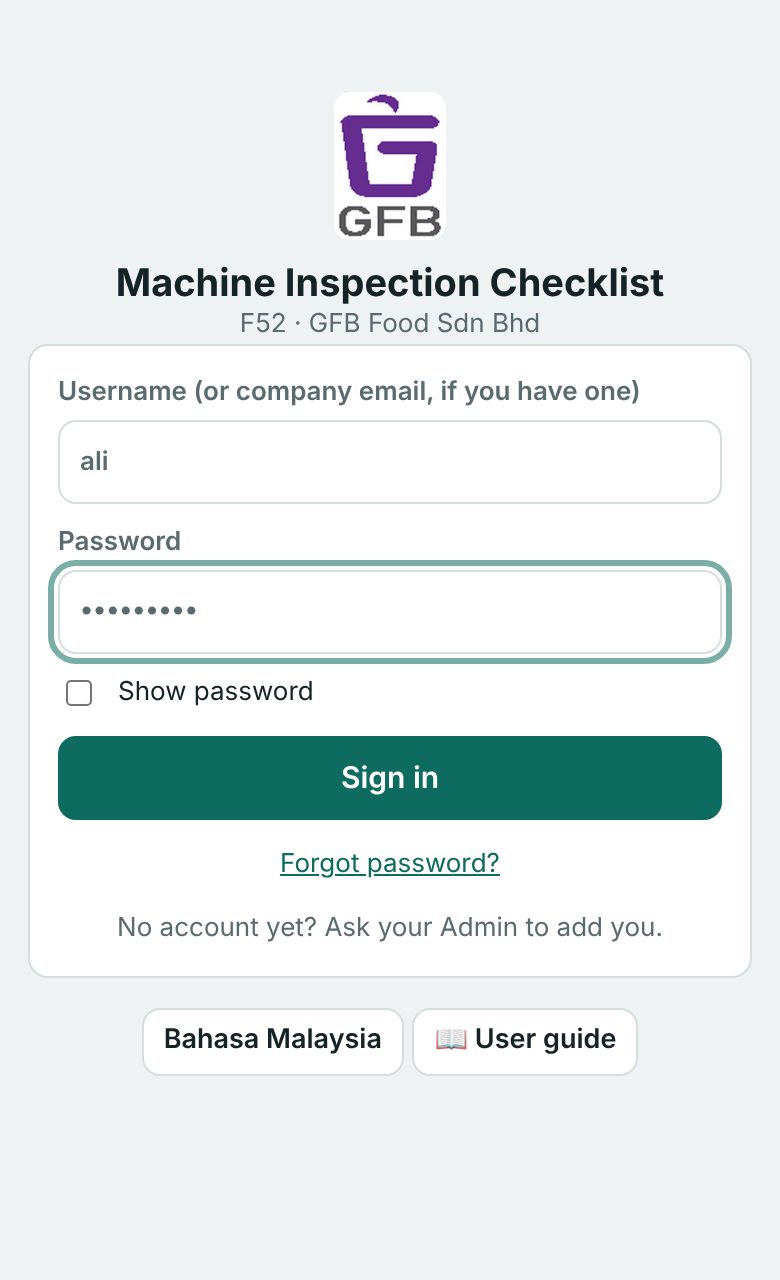 GFB
Machine Inspection Checklist
F52 · GFB Food Sdn Bhd
Username (or company email, if you have one)
ali
Password
•••••••••
Show password
Sign in
Forgot password?
No account yet? Ask your Admin to add you.
Bahasa Malaysia
📖 User guide